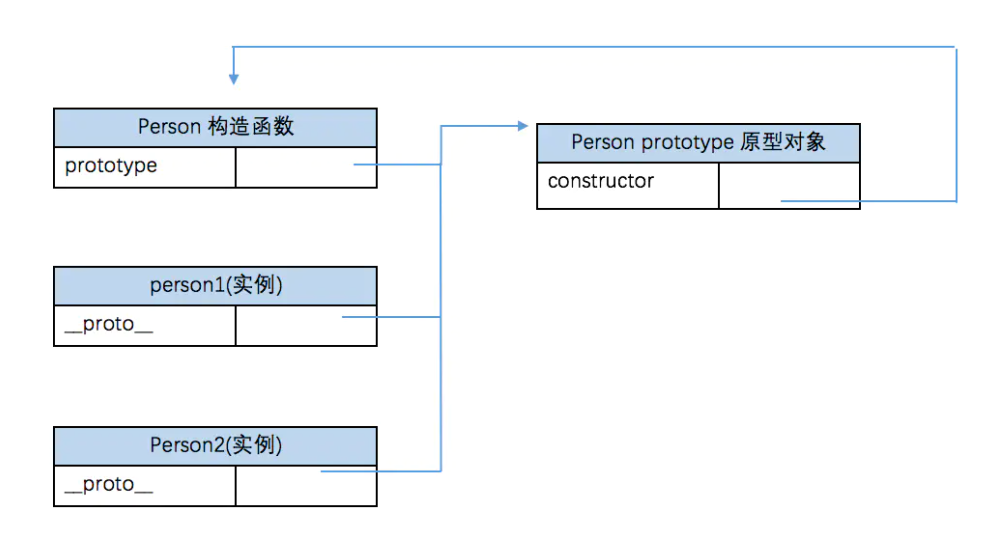 Person 构造函数
prototype
Person prototype 原型对象
constructor
person1(实例)
__proto__
Person2(实例)
__proto__